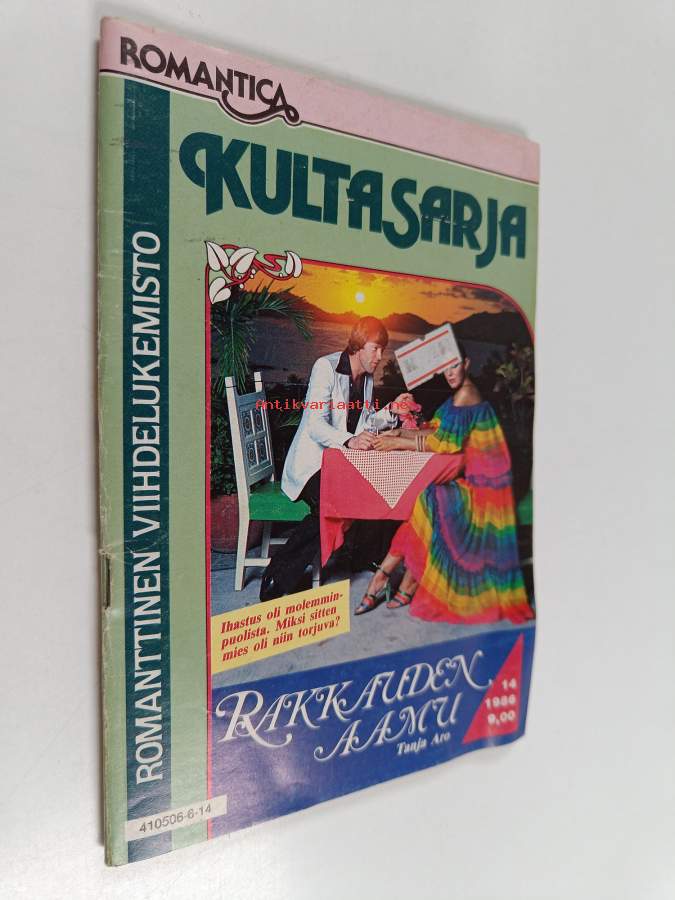 ROMANTICA
KULTASARJA
ROMANTTINEN VIIHDELUKEMISTO
Antikvariaatti.net
Ihastus oli molemmin-
puolista. Miksi sitten
mies oli niin torjuva?
RAKKAUDEN
AAMU
Tanja Aro
14
1986
9,00
410506-6-14